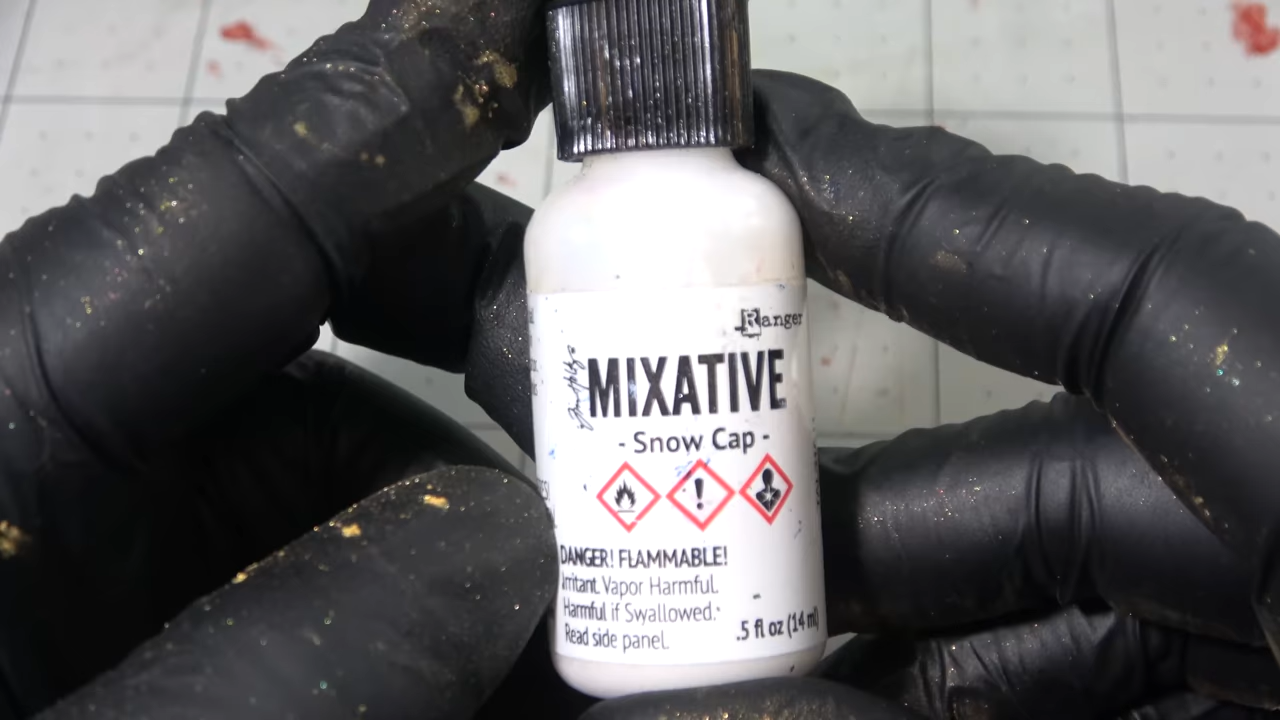 Ranger
MIXATIVE
- Snow Cap -
DANGER! FLAMMABLE!
Irritant. Vapor Harmful.
Harmful if Swallowed.
Read side panel.
.5 fl oz (14 ml)